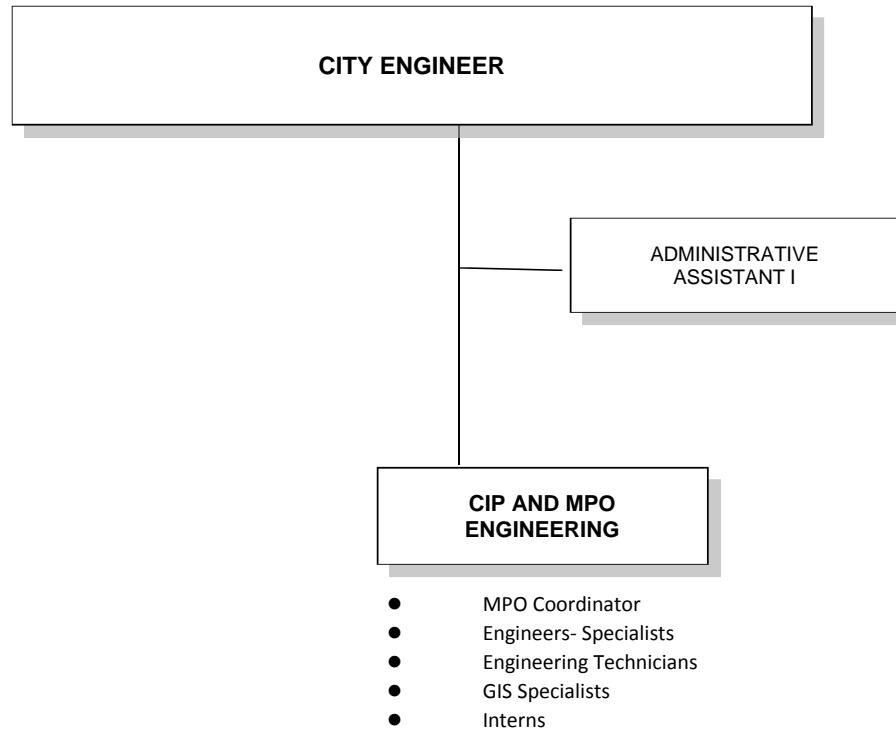 CITY ENGINEER
ADMINISTRATIVE
ASSISTANT I
CIP AND MPO
ENGINEERING
● MPO Coordinator
● Engineers- Specialists
● Engineering Technicians
● GIS Specialists
● Interns